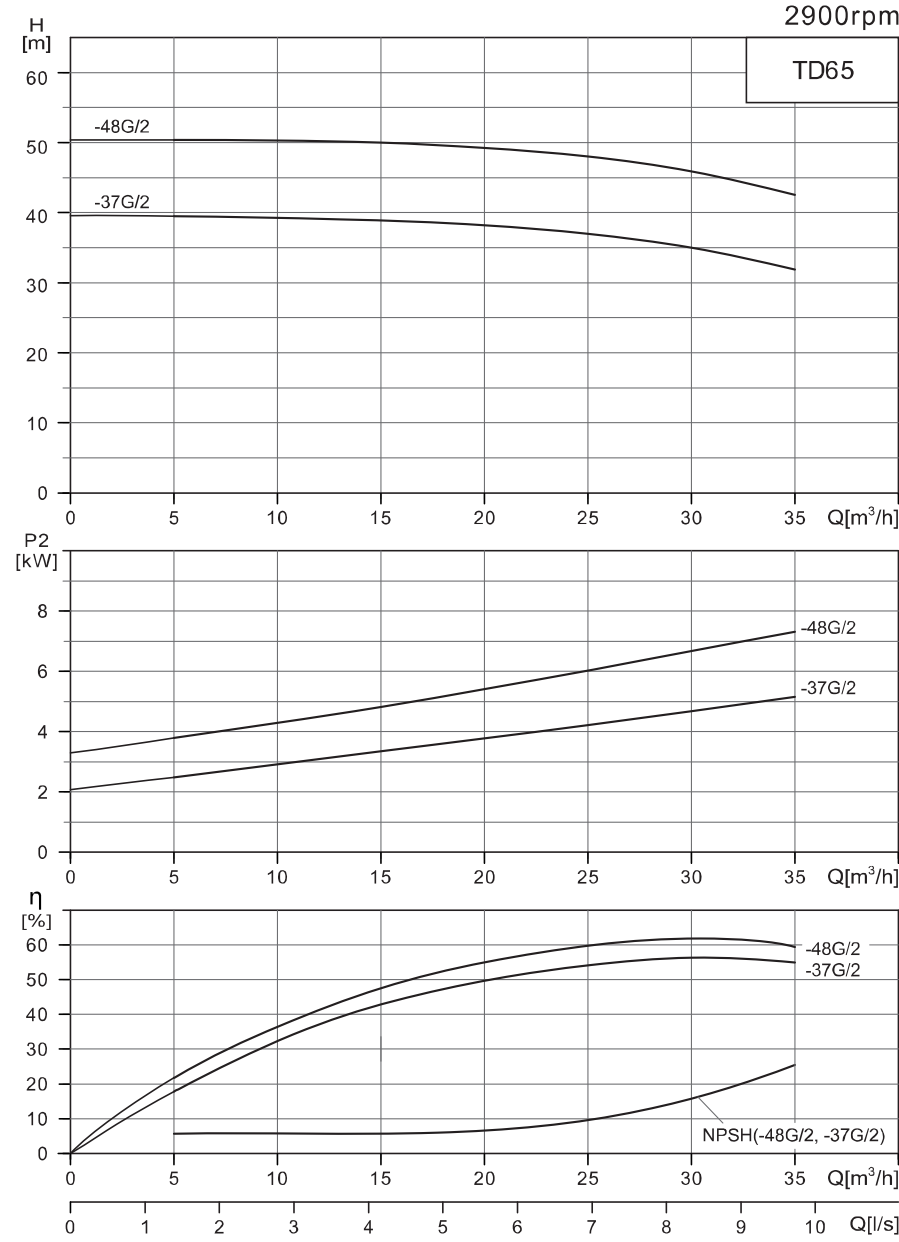 2900rpm
H
[m]
TD65
60
-48G/2
50
-37G/2
40
30
20
10
0
0 5 10 15 20 25 30 35 Q[m³/h]
P2
[kW]
8
-48G/2
6
-37G/2
4
2
0
0 5 10 15 20 25 30 35 Q[m³/h]
η
[%]
60
-48G/2
-37G/2
50
40
30
20
10
NPSH(-48G/2, -37G/2)
0
0 5 10 15 20 25 30 35 Q[m³/h]
0 1 2 3 4 5 6 7 8 9 10 Q[l/s]